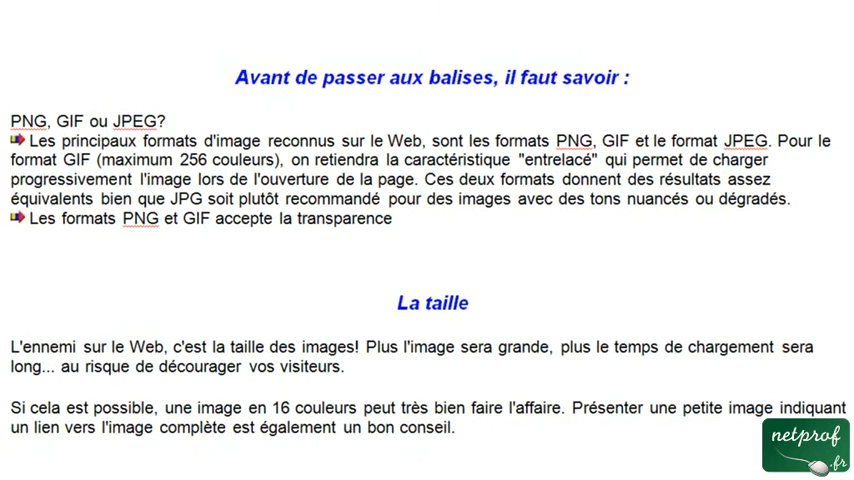 Avant de passer aux balises, il faut savoir :
PNG, GIF ou JPEG?
Les principaux formats d'image reconnus sur le Web, sont les formats PNG, GIF et le format JPEG. Pour le
format GIF (maximum 256 couleurs), on retiendra la caractéristique "entrelacé" qui permet de charger
progressivement l'image lors de l'ouverture de la page. Ces deux formats donnent des résultats assez
équivalents bien que JPG soit plutôt recommandé pour des images avec des tons nuancés ou dégradés.
Les formats PNG et GIF accepte la transparence
La taille
L'ennemi sur le Web, c'est la taille des images! Plus l'image sera grande, plus le temps de chargement sera
long... au risque de décourager vos visiteurs.
Si cela est possible, une image en 16 couleurs peut très bien faire l'affaire. Présenter une petite image indiquant
un lien vers l'image complète est également un bon conseil.
netprof
.fr